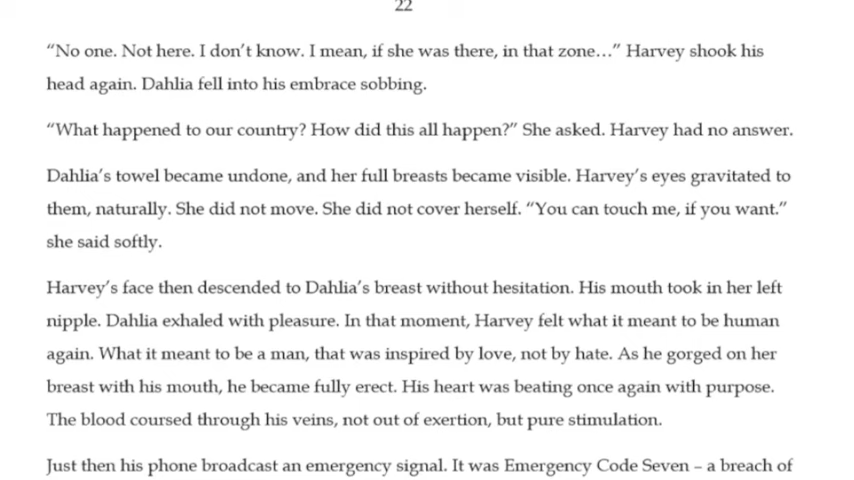 22
“No one. Not here. I don’t know. I mean, if she was there, in that zone…” Harvey shook his
head again. Dahlia fell into his embrace sobbing.
“What happened to our country? How did this all happen?” She asked. Harvey had no answer.
Dahlia’s towel became undone, and her full breasts became visible. Harvey’s eyes gravitated to
them, naturally. She did not move. She did not cover herself. “You can touch me, if you want.”
she said softly.
Harvey’s face then descended to Dahlia’s breast without hesitation. His mouth took in her left
nipple. Dahlia exhaled with pleasure. In that moment, Harvey felt what it meant to be human
again. What it meant to be a man, that was inspired by love, not by hate. As he gorged on her
breast with his mouth, he became fully erect. His heart was beating once again with purpose.
The blood coursed through his veins, not out of exertion, but pure stimulation.
Just then his phone broadcast an emergency signal. It was Emergency Code Seven – a breach of